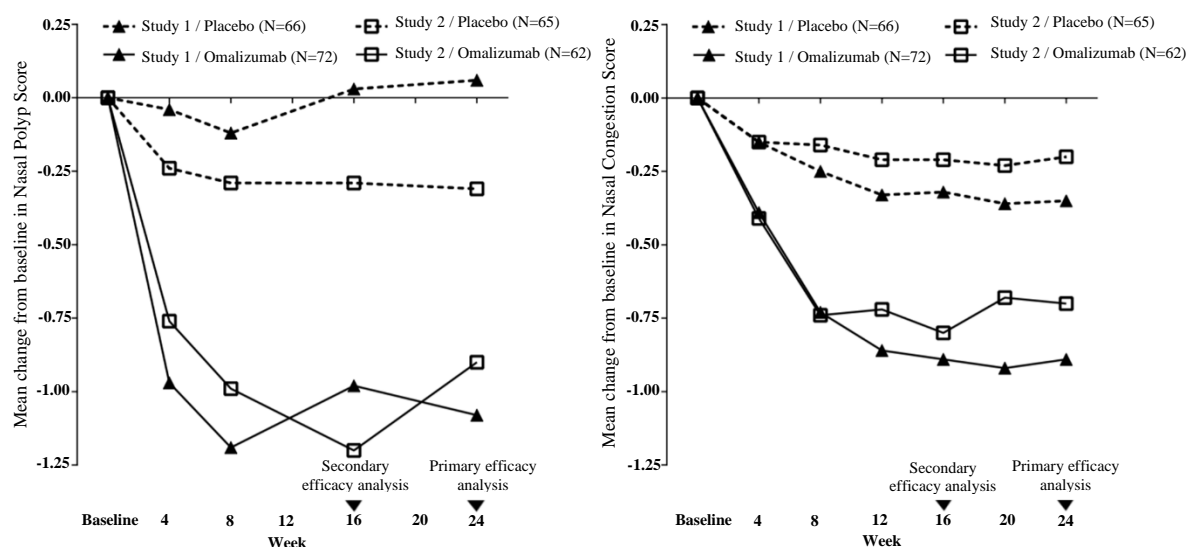 Mean change from baseline in Nasal Polyp Score
0.25
0.00
-0.25
-0.50
-0.75
-1.00
-1.25
Study 1 / Placebo (N=66)
Study 2 / Placebo (N=65)
Study 1 / Omalizumab (N=72)
Study 2 / Omalizumab (N=62)
Secondary
efficacy analysis
Primary efficacy
analysis
Baseline 4 8 12 16 20 24
Week
Mean change from baseline in Nasal Congestion Score
0.25
0.00
-0.25
-0.50
-0.75
-1.00
-1.25
Study 1 / Placebo (N=66)
Study 2 / Placebo (N=65)
Study 1 / Omalizumab (N=72)
Study 2 / Omalizumab (N=62)
Secondary
efficacy analysis
Primary efficacy
analysis
Baseline 4 8 12 16 20 24
Week